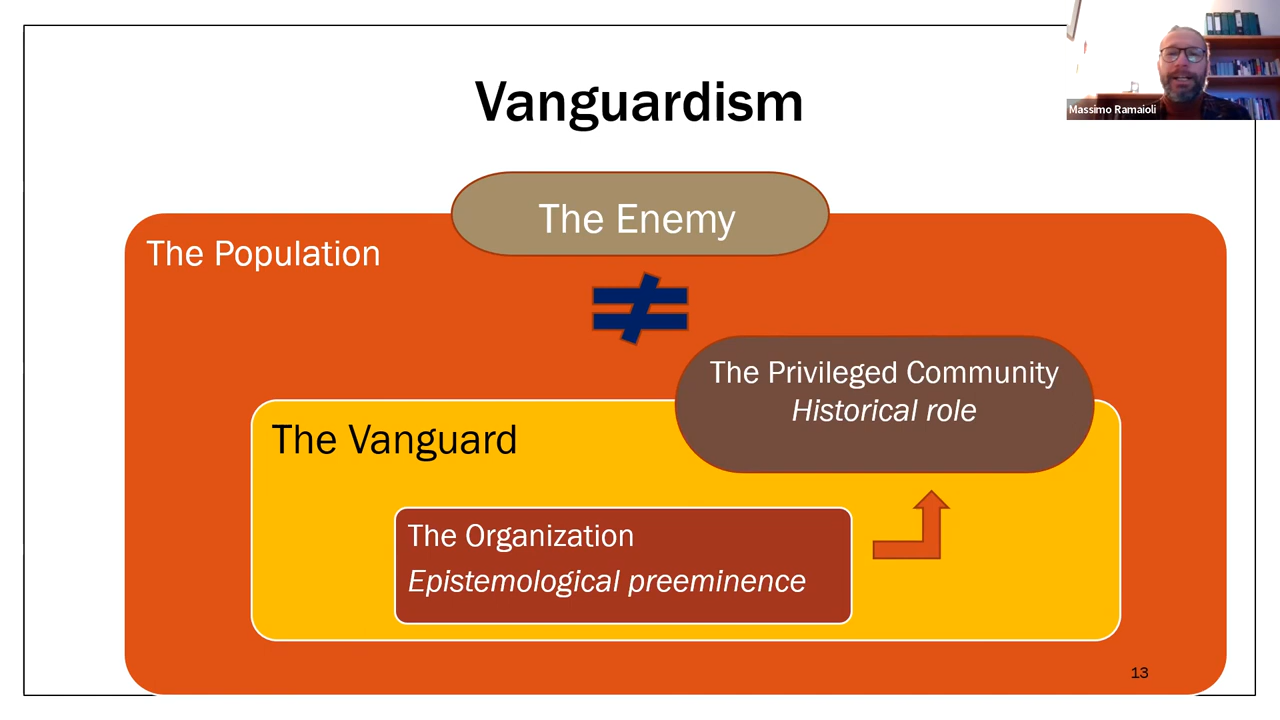 Massimo Ramaioli
Vanguardism
The Enemy
The Population
≠
The Privileged Community
Historical role
The Vanguard
The Organization
Epistemological preeminence
13